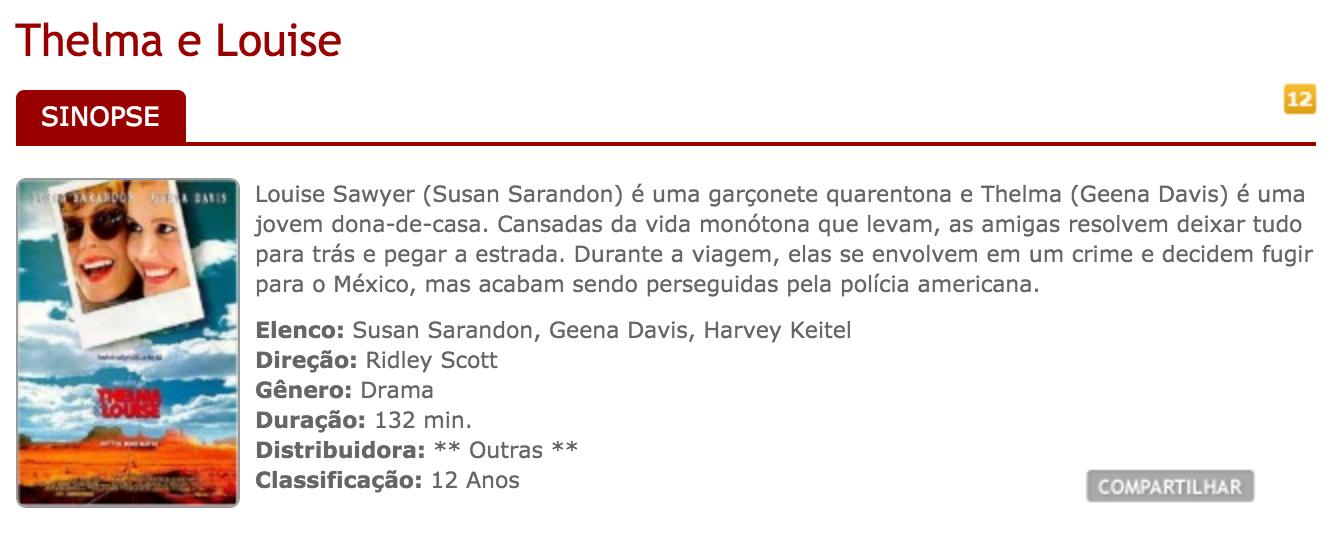 Thelma e Louise
SINOPSE
12
SUSAN SARANDON GEENA DAVIS
Louise Sawyer (Susan Sarandon) é uma garçonete quarentona e Thelma (Geena Davis) é uma
jovem dona-de-casa. Cansadas da vida monótona que levam, as amigas resolvem deixar tudo
para trás e pegar a estrada. Durante a viagem, elas se envolvem em um crime e decidem fugir
para o México, mas acabam sendo perseguidas pela polícia americana.
Elenco: Susan Sarandon, Geena Davis, Harvey Keitel
Direção: Ridley Scott
Gênero: Drama
Duração: 132 min.
Distribuidora: ** Outras **
Classificação: 12 Anos
THELMA
& LOUISE
COMPARTILHAR